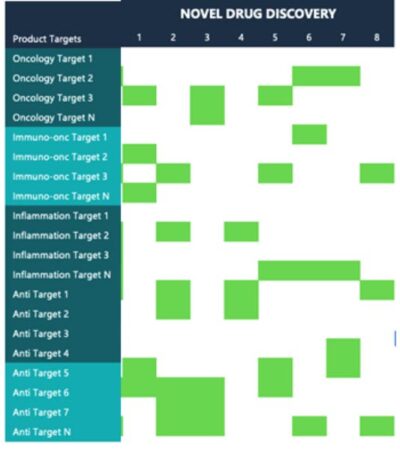 NOVEL DRUG DISCOVERY
Product Targets 1 2 3 4 5 6 7 8
Oncology Target 1
Oncology Target 2
Oncology Target 3
Oncology Target N
Immuno-onc Target 1
Immuno-onc Target 2
Immuno-onc Target 3
Immuno-onc Target N
Inflammation Target 1
Inflammation Target 2
Inflammation Target 3
Inflammation Target N
Anti Target 1
Anti Target 2
Anti Target 3
Anti Target 4
Anti Target 5
Anti Target 6
Anti Target 7
Anti Target N